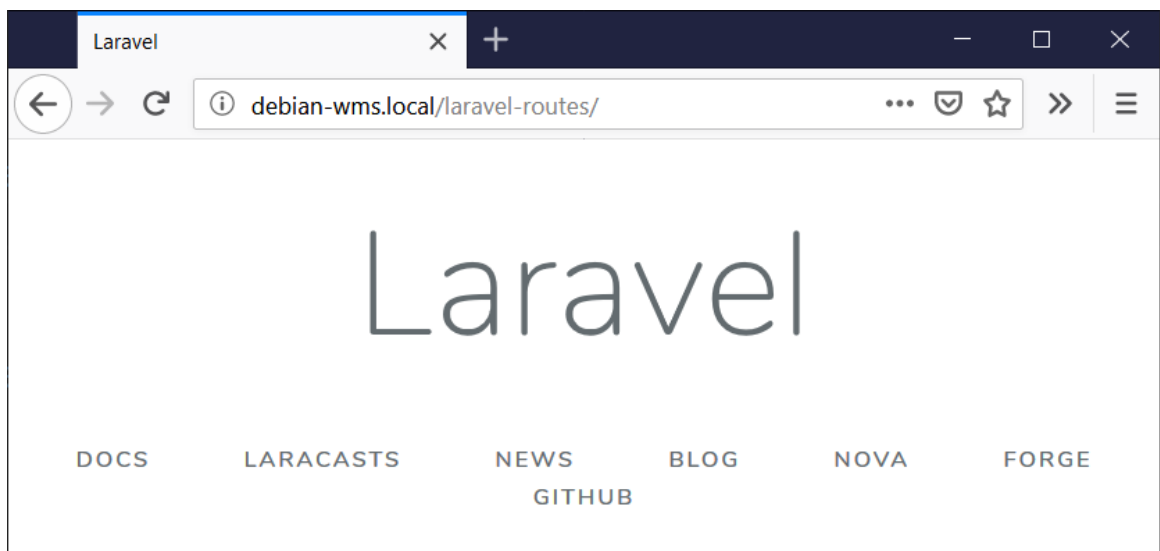 Laravel
debian-wms.local/laravel-routes/
Laravel
DOCS LARACASTS NEWS BLOG NOVA FORGE
GITHUB